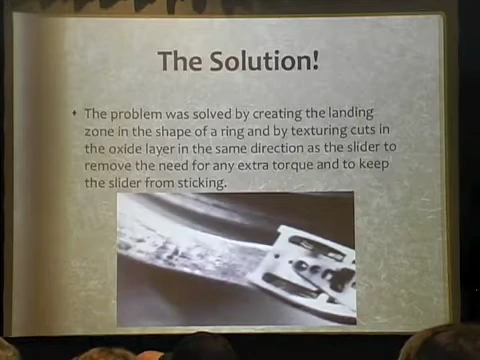 The Solution!
The problem was solved by creating the landing
zone in the shape of a ring and by texturing cuts in
the oxide layer in the same direction as the slider to
remove the need for any extra torque and to keep
the slider from sticking.